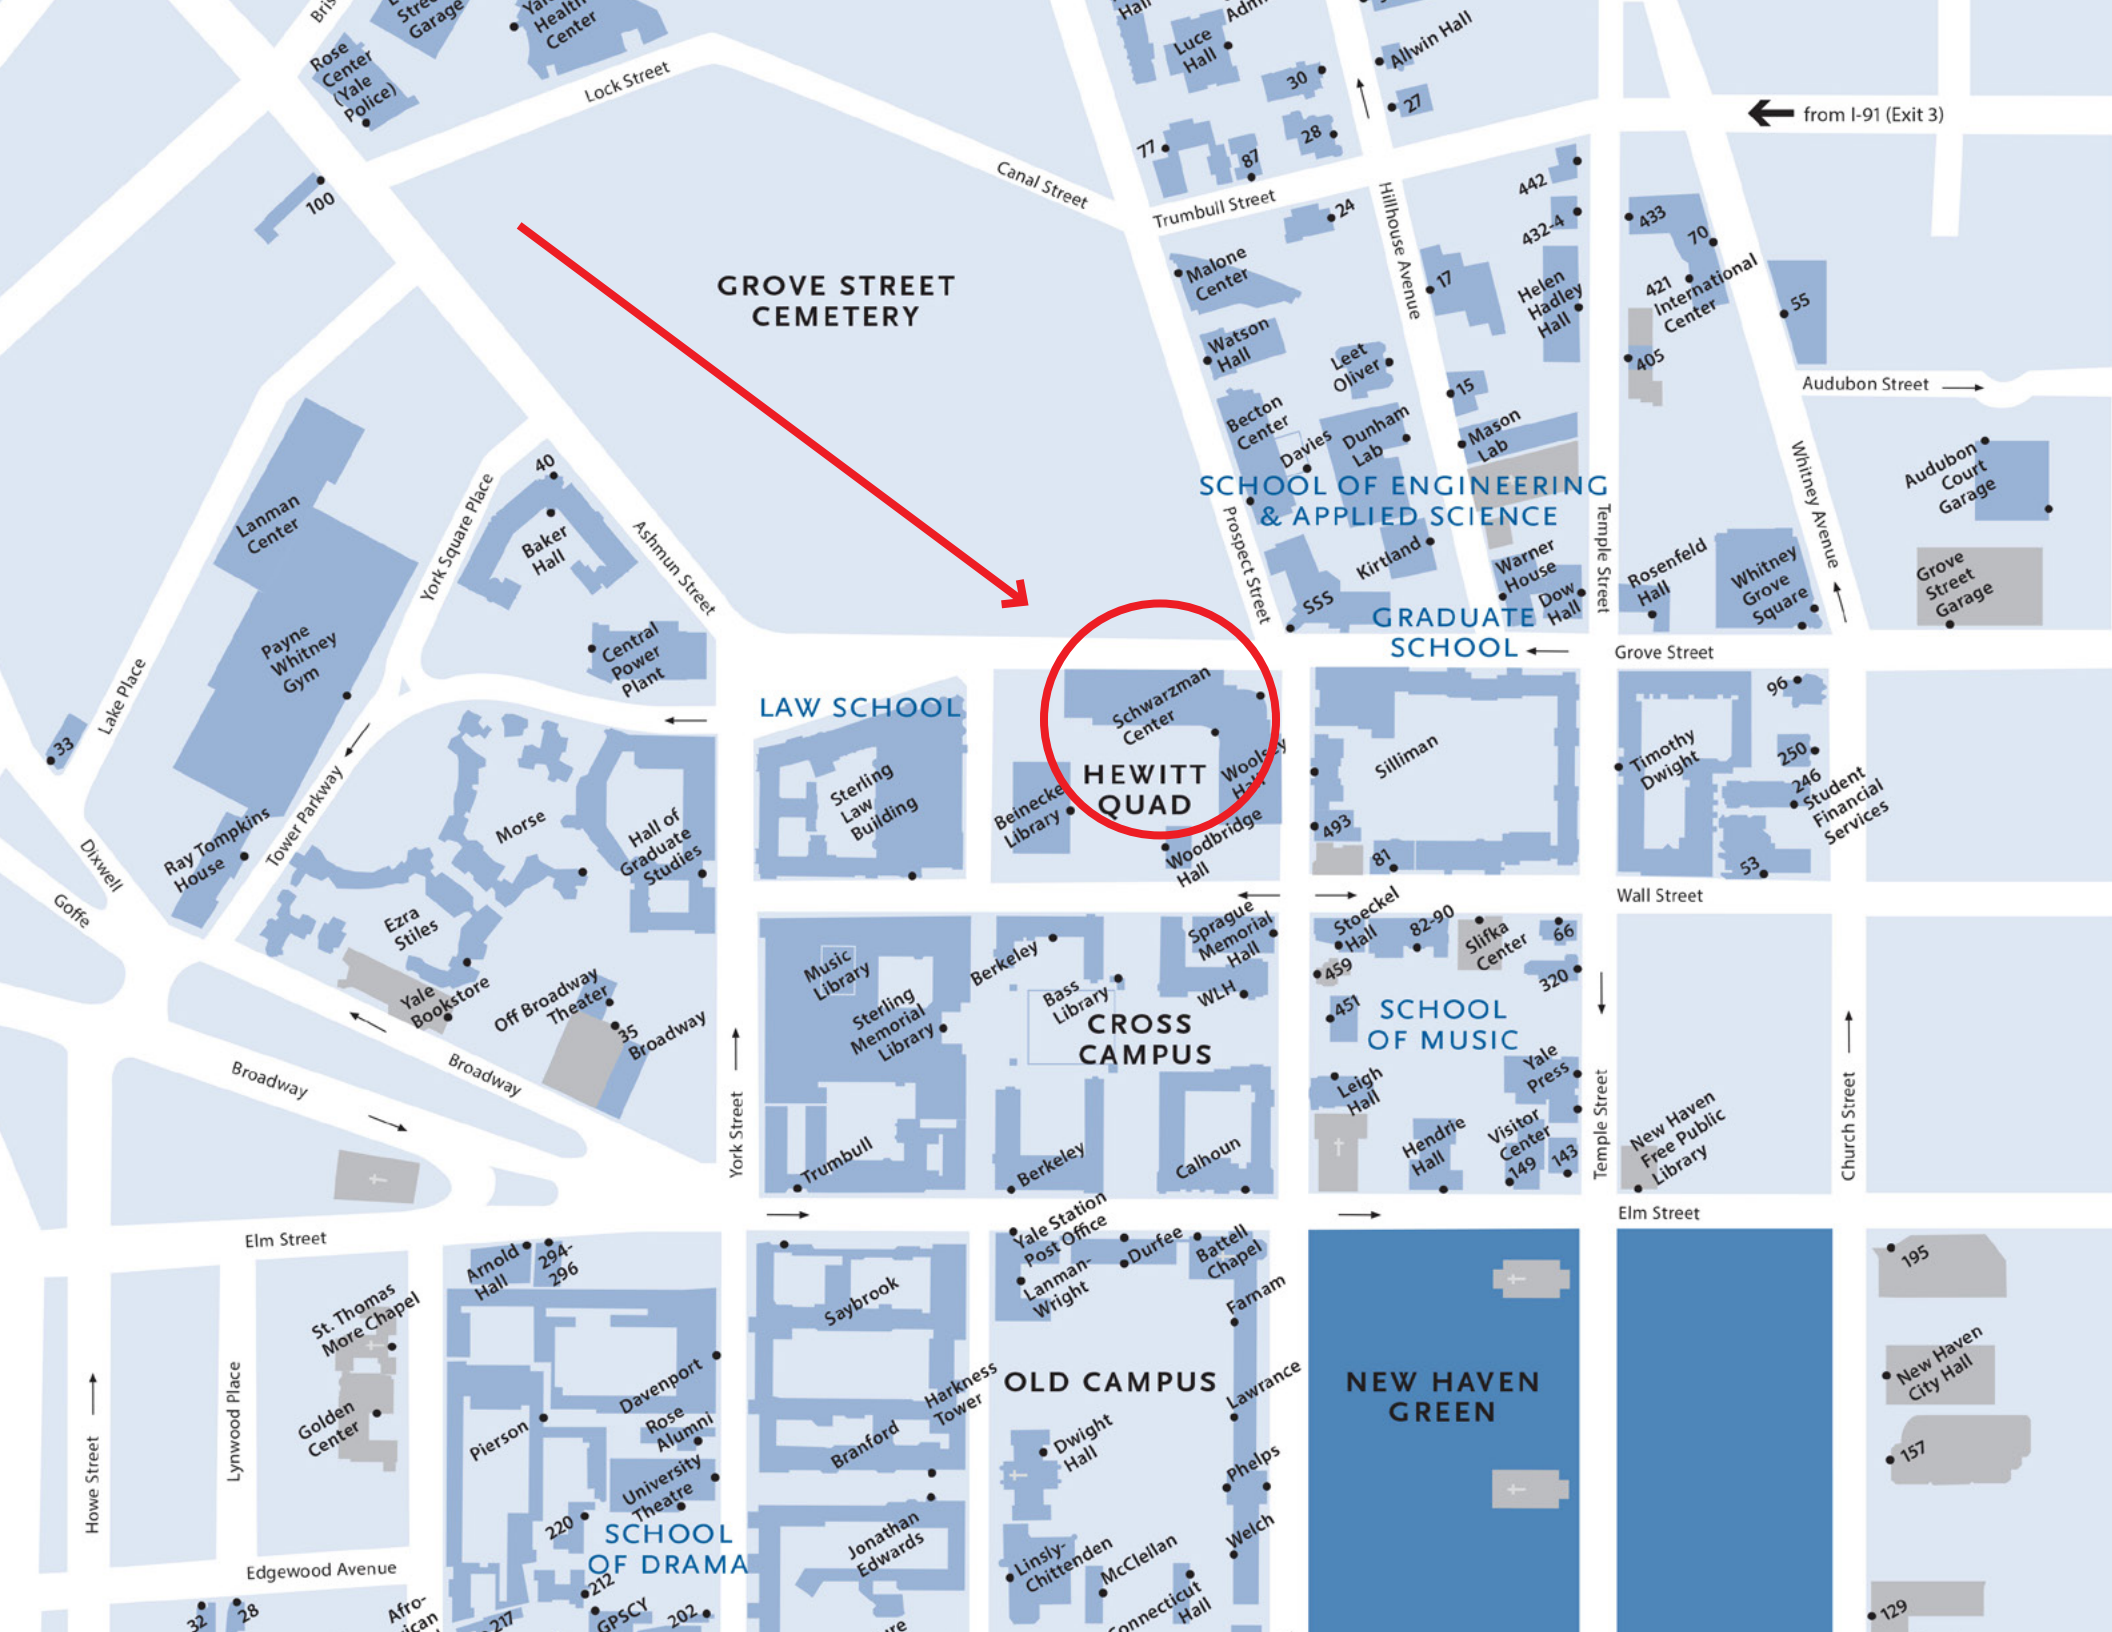 Rose
Center
(Yale
Police)
Garage
Health
Center
Lock Street
Hall
Luce
Hall
Allwin Hall
30
27
28
77
87
from I-91 (Exit 3)
100
Canal Street
Trumbull Street
24
442
432-4
433
70
421
International
Center
55
405
GROVE STREET
CEMETERY
Malone
Center
Hillhouse Avenue
17
Helen
Hadley
Hall
Watson
Hall
Leet
Oliver
15
Audubon Street
Becton
Center
Davies
Dunham
Lab
Mason
Lab
SCHOOL OF ENGINEERING
& APPLIED SCIENCE
Whitney Avenue
Audubon
Court
Garage
Lanman
Center
York Square Place
40
Baker
Hall
Ashmun Street
Prospect Street
Kirtland
Warner
House
Dow
Hall
Temple Street
Rosenfeld
Hall
Whitney
Grove
Square
Grove
Street
Garage
SSS
GRADUATE
SCHOOL
Grove Street
Payne
Whitney
Gym
Central
Power
Plant
Lake Place
33
LAW SCHOOL
Schwarzman
Center
HEWITT
QUAD
Woolsey
Hall
Beinecke
Library
Woodbridge
Hall
Silliman
493
81
Timothy
Dwight
96
250
246
Student
Financial
Services
53
Sterling
Law
Building
Morse
Hall of
Graduate
Studies
Tower Parkway
Ray Tompkins
House
Dixwell
Goffe
Ezra
Stiles
Wall Street
Yale
Bookstore
Off Broadway
Theater
35
Broadway
Music
Library
Sterling
Memorial
Library
Berkeley
Bass
Library
CROSS
CAMPUS
Sprague
Memorial
Hall
WLH
Stoeckel
Hall
82-90
Slifka
Center
66
320
459
451
SCHOOL
OF MUSIC
Broadway
Broadway
York Street
Leigh
Hall
Yale
Press
Hendrie
Hall
Visitor
Center
149
143
Temple Street
New Haven
Free Public
Library
Church Street
Trumbull
Berkeley
Calhoun
Elm Street
Elm Street
Arnold
Hall
294-
296
Yale Station
Post Office
Durfee
Battell
Chapel
Lanman-
Wright
Farnam
195
St. Thomas
More Chapel
Saybrook
Davenport
Harkness
Tower
OLD CAMPUS
Lawrance
NEW HAVEN
GREEN
New Haven
City Hall
Howe Street
Lynwood Place
Golden
Center
Pierson
Rose
Alumni
University
Theatre
Branford
Dwight
Hall
Phelps
157
220
SCHOOL
OF DRAMA
Jonathan
Edwards
Linsly-
Chittenden
McClellan
Connecticut
Hall
Welch
Edgewood Avenue
32
28
Afro-
217
212
GPSCY
202
129